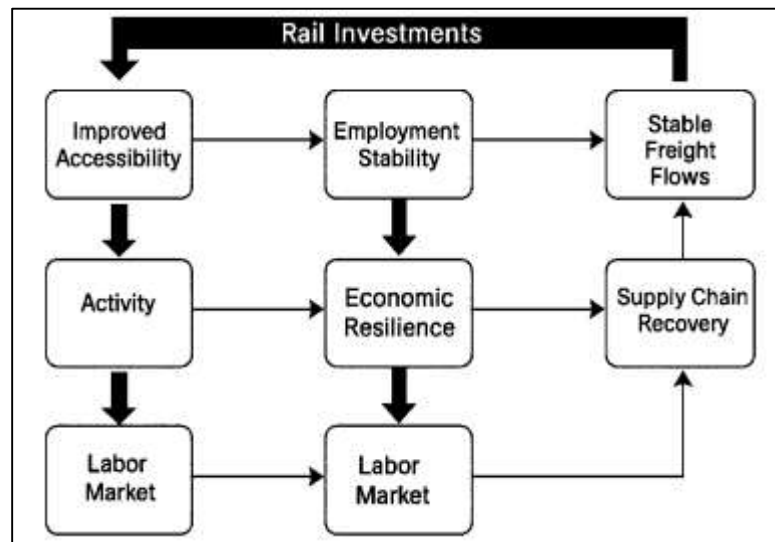 Rail Investments
Improved
Accessibility
Employment
Stability
Stable
Freight
Flows
Activity
Economic
Resilience
Supply Chain
Recovery
Labor
Market
Labor
Market